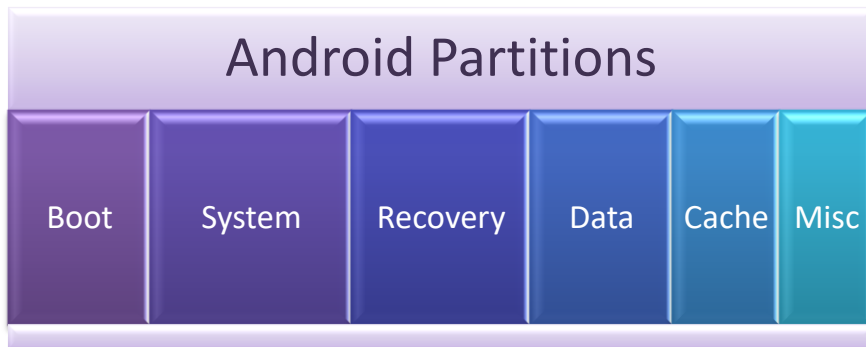 Android Partitions
Boot System Recovery Data Cache Misc